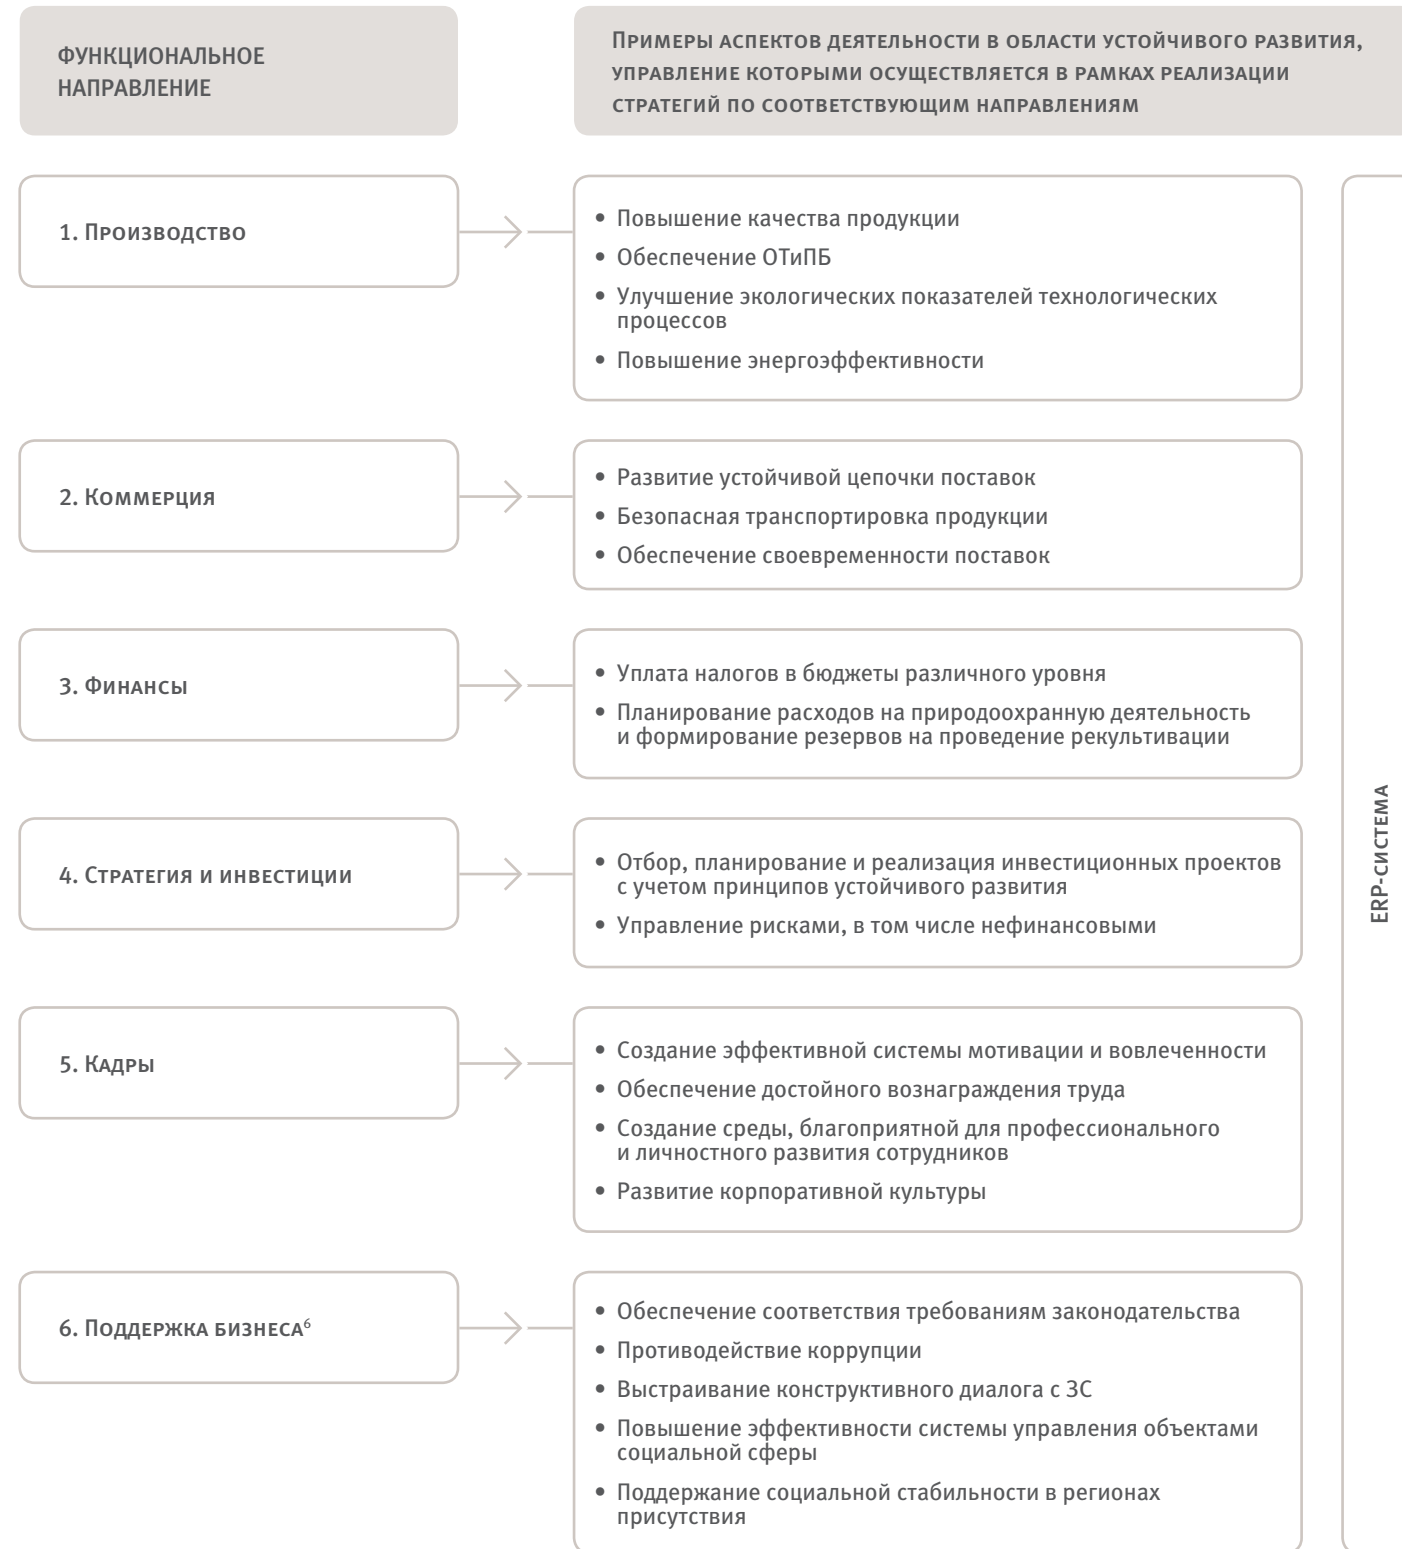 ФУНКЦИОНАЛЬНОЕ
НАПРАВЛЕНИЕ
Примеры аспектов деятельности в области устойчивого развития,
управление которыми осуществляется в рамках реализации
стратегий по соответствующим направлениям
1. Производство
• Повышение качества продукции
• Обеспечение ОТиПБ
• Улучшение экологических показателей технологических
процессов
• Повышение энергоэффективности
2. Коммерция
• Развитие устойчивой цепочки поставок
• Безопасная транспортировка продукции
• Обеспечение своевременности поставок
3. Финансы
• Уплата налогов в бюджеты различного уровня
• Планирование расходов на природоохранную деятельность
и формирование резервов на проведение рекультивации
4. Стратегия и инвестиции
• Отбор, планирование и реализация инвестиционных проектов
с учетом принципов устойчивого развития
• Управление рисками, в том числе нефинансовыми
5. Кадры
• Создание эффективной системы мотивации и вовлеченности
• Обеспечение достойного вознаграждения труда
• Создание среды, благоприятной для профессионального
и личностного развития сотрудников
• Развитие корпоративной культуры
6. Поддержка бизнеса⁶
• Обеспечение соответствия требованиям законодательства
• Противодействие коррупции
• Выстраивание конструктивного диалога с ЗС
• Повышение эффективности системы управления объектами
социальной сферы
• Поддержание социальной стабильности в регионах
присутствия
ERP-система